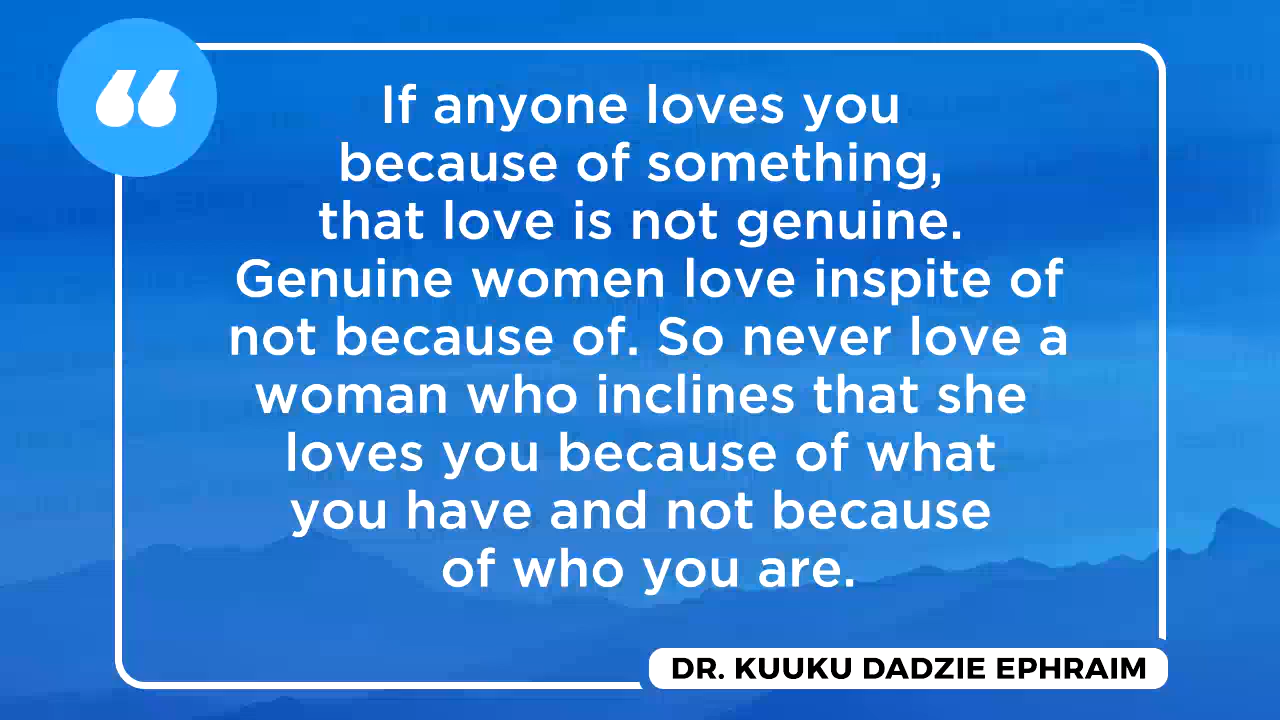 “
If anyone loves you
because of something,
that love is not genuine.
Genuine women love inspite of
not because of. So never love a
woman who inclines that she
loves you because of what
you have and not because
of who you are.
DR. KUUKU DADZIE EPHRAIM